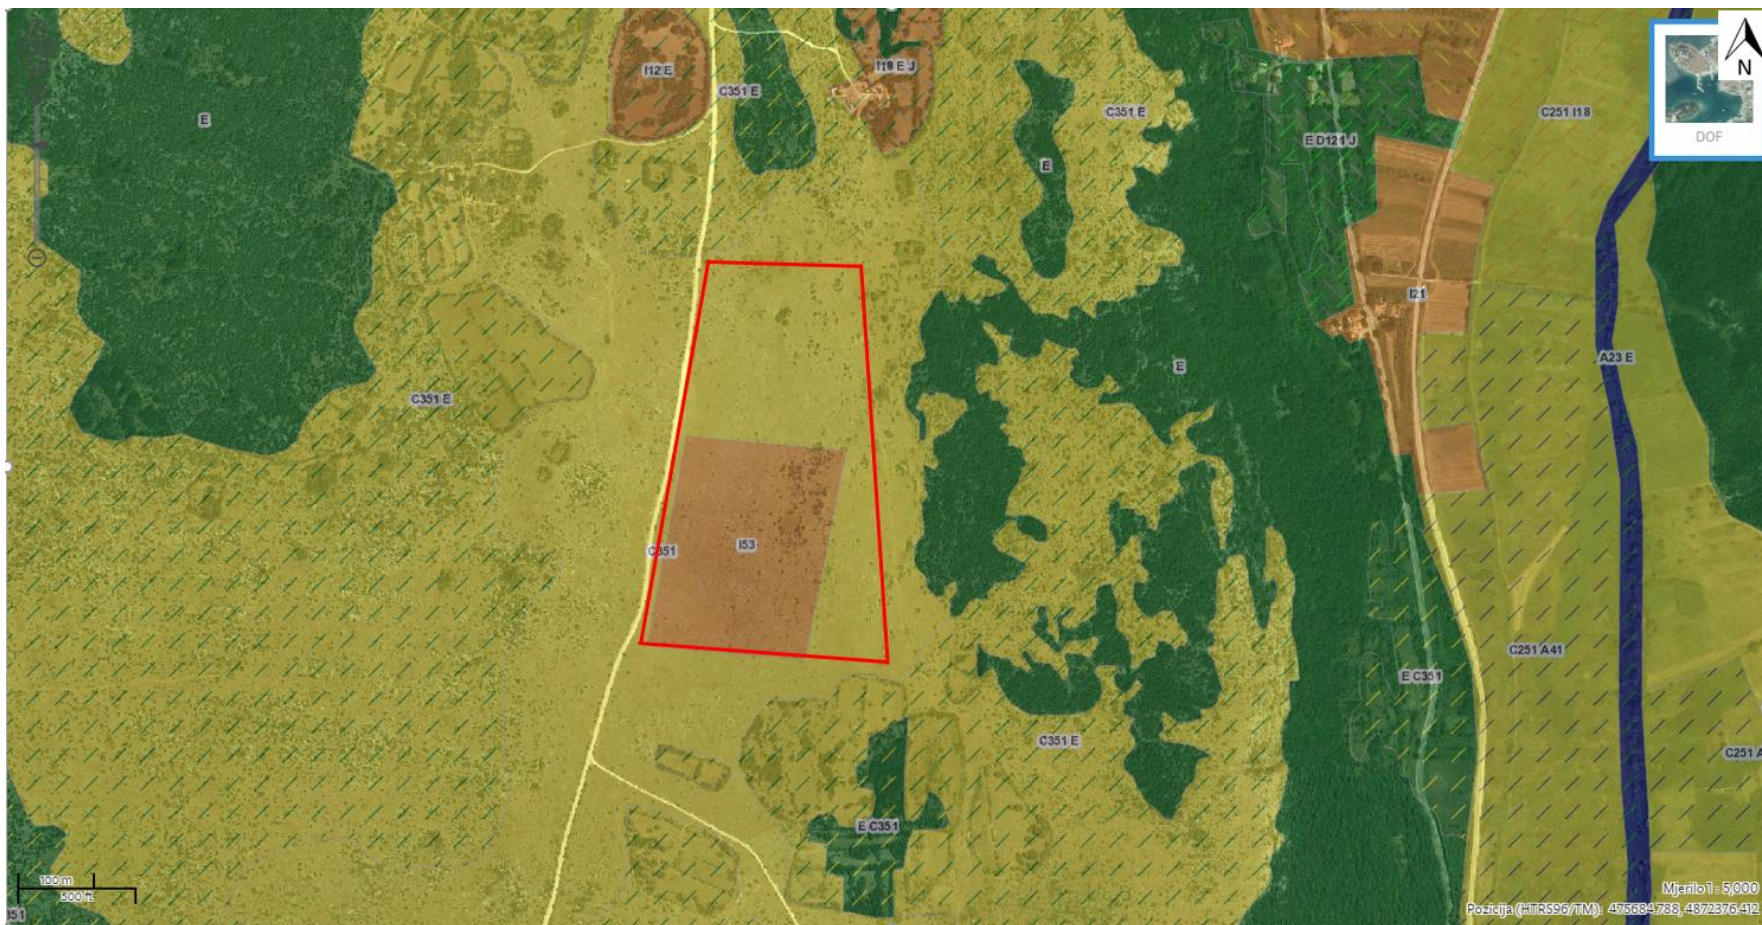 N
DOF
I12 E
I18 E J
C351 E
C351 E
C251 I18
E
E D121 J
E
I21
A23 E
E
C351 E
I53
C351
C251 A41
E C351
C351 E
C251 A
E C351
100 m
500 ft
351
Mjerilo 1 : 5,000
Pozicija (HTRS96/TM): 475684.788, 4872376.412